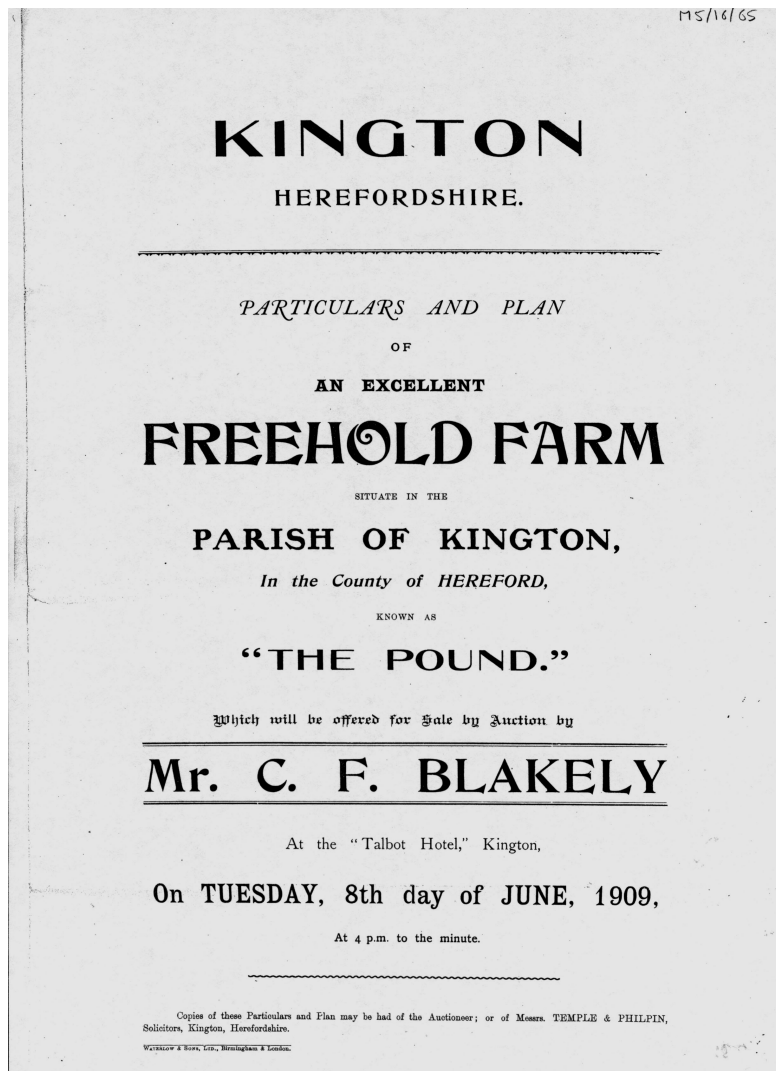 M5/16/65
KINGTON
HEREFORDSHIRE.
PARTICULARS AND PLAN
OF
AN EXCELLENT
FREEHOLD FARM
SITUATE IN THE
PARISH OF KINGTON,
In the County of HEREFORD,
KNOWN AS
“THE POUND.”
Which will be offered for Sale by Auction by
Mr. C. F. BLAKELY
At the “Talbot Hotel,” Kington,
On TUESDAY, 8th day of JUNE, 1909,
At 4 p.m. to the minute.
Copies of these Particulars and Plan may be had of the Auctioneer; or of Messrs. TEMPLE & PHILPIN,
Solicitors, Kington, Herefordshire.
WATERLOW & SONS, LTD., Birmingham & London.